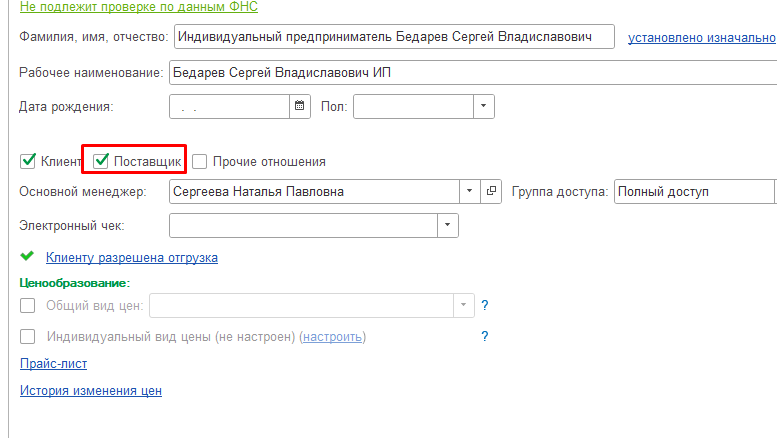 Не подлежит проверке по данным ФНС
Фамилия, имя, отчество: Индивидуальный предприниматель Бедарев Сергей Владиславович установлено изначально
Рабочее наименование: Бедарев Сергей Владиславович ИП
Дата рождения: . . Пол:
Клиент Поставщик Прочие отношения
Основной менеджер: Сергеева Наталья Павловна Группа доступа: Полный доступ
Электронный чек:
Клиенту разрешена отгрузка
Ценообразование:
Общий вид цен: ?
Индивидуальный вид цены (не настроен) (настроить) ?
Прайс-лист
История изменения цен